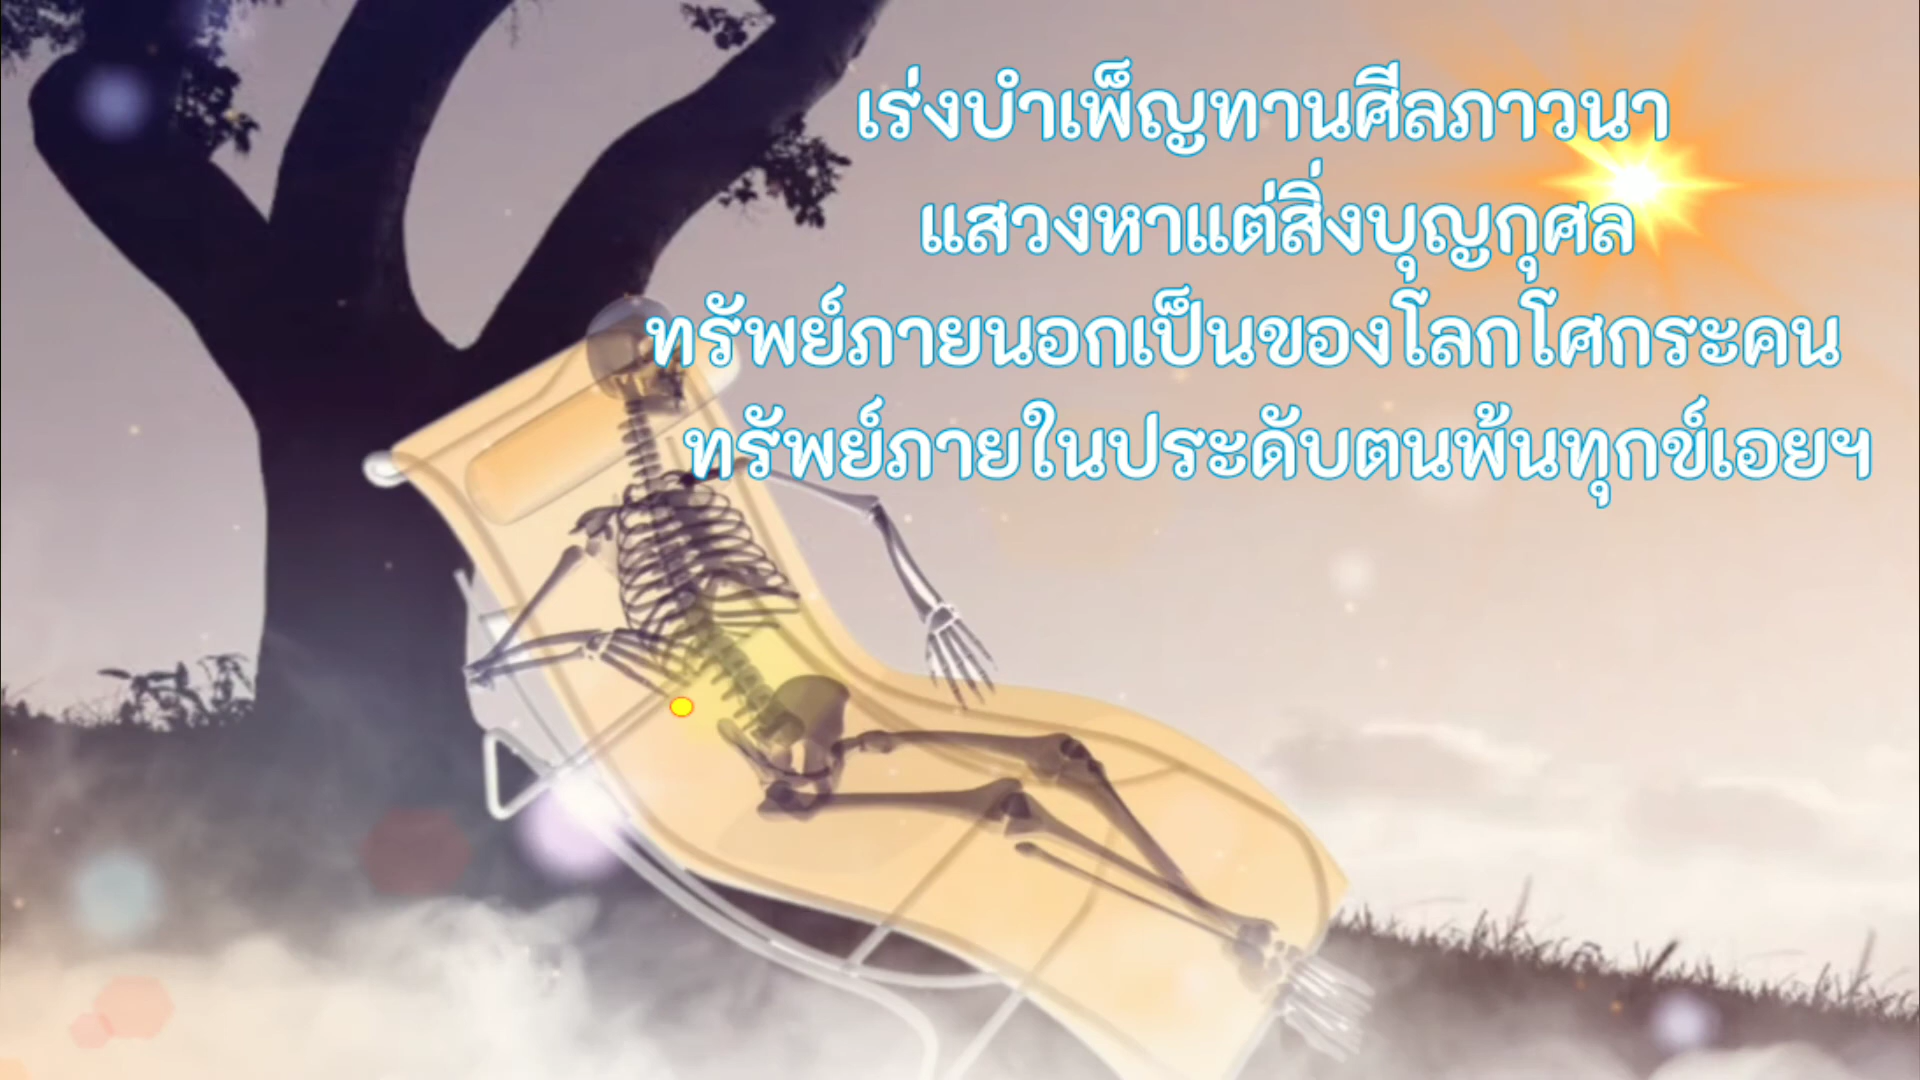 เร่งบำเพ็ญทานศีลภาวนา
แสวงหาแต่สิ่งบุญกุศล
ทรัพย์ภายนอกเป็นของโลกโศกระคน
ทรัพย์ภายในประดับตนพ้นทุกข์เอยฯ